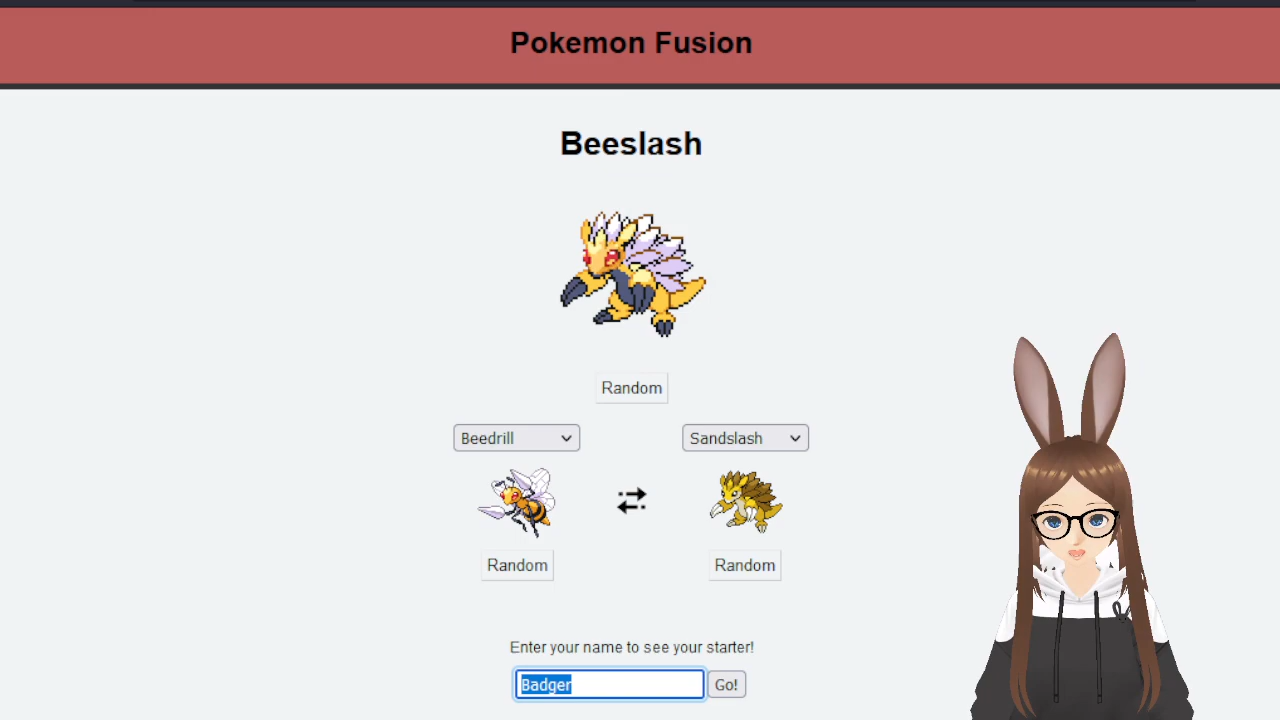 Pokemon Fusion
Beeslash
Random
Beedrill
Sandslash
Random
Random
Enter your name to see your starter!
Badger
Go!